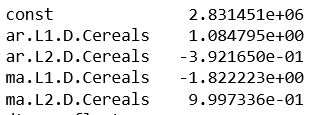 const 2.831451e+06
ar.L1.D.Cereals 1.084795e+00
ar.L2.D.Cereals -3.921650e-01
ma.L1.D.Cereals -1.822223e+00
ma.L2.D.Cereals 9.997336e-01